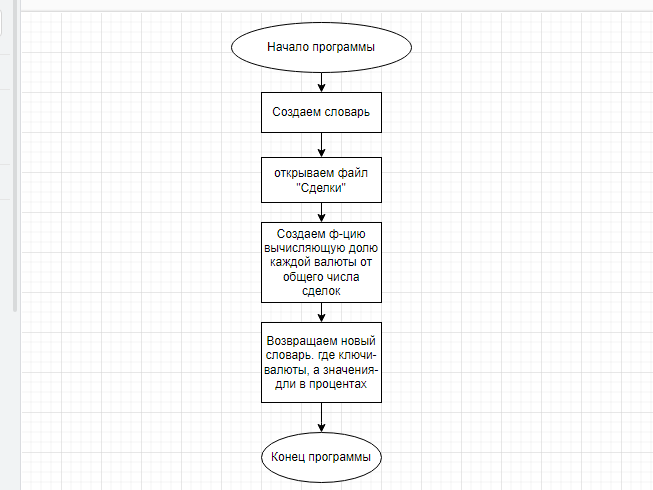 Начало программы
Создаем словарь
открываем файл
"Сделки"
Создаем ф-цию
вычисляющую долю
каждой валюты от
общего числа
сделок
Возвращаем новый
словарь. где ключи-
валюты, а значения-
дли в процентах
Конец программы